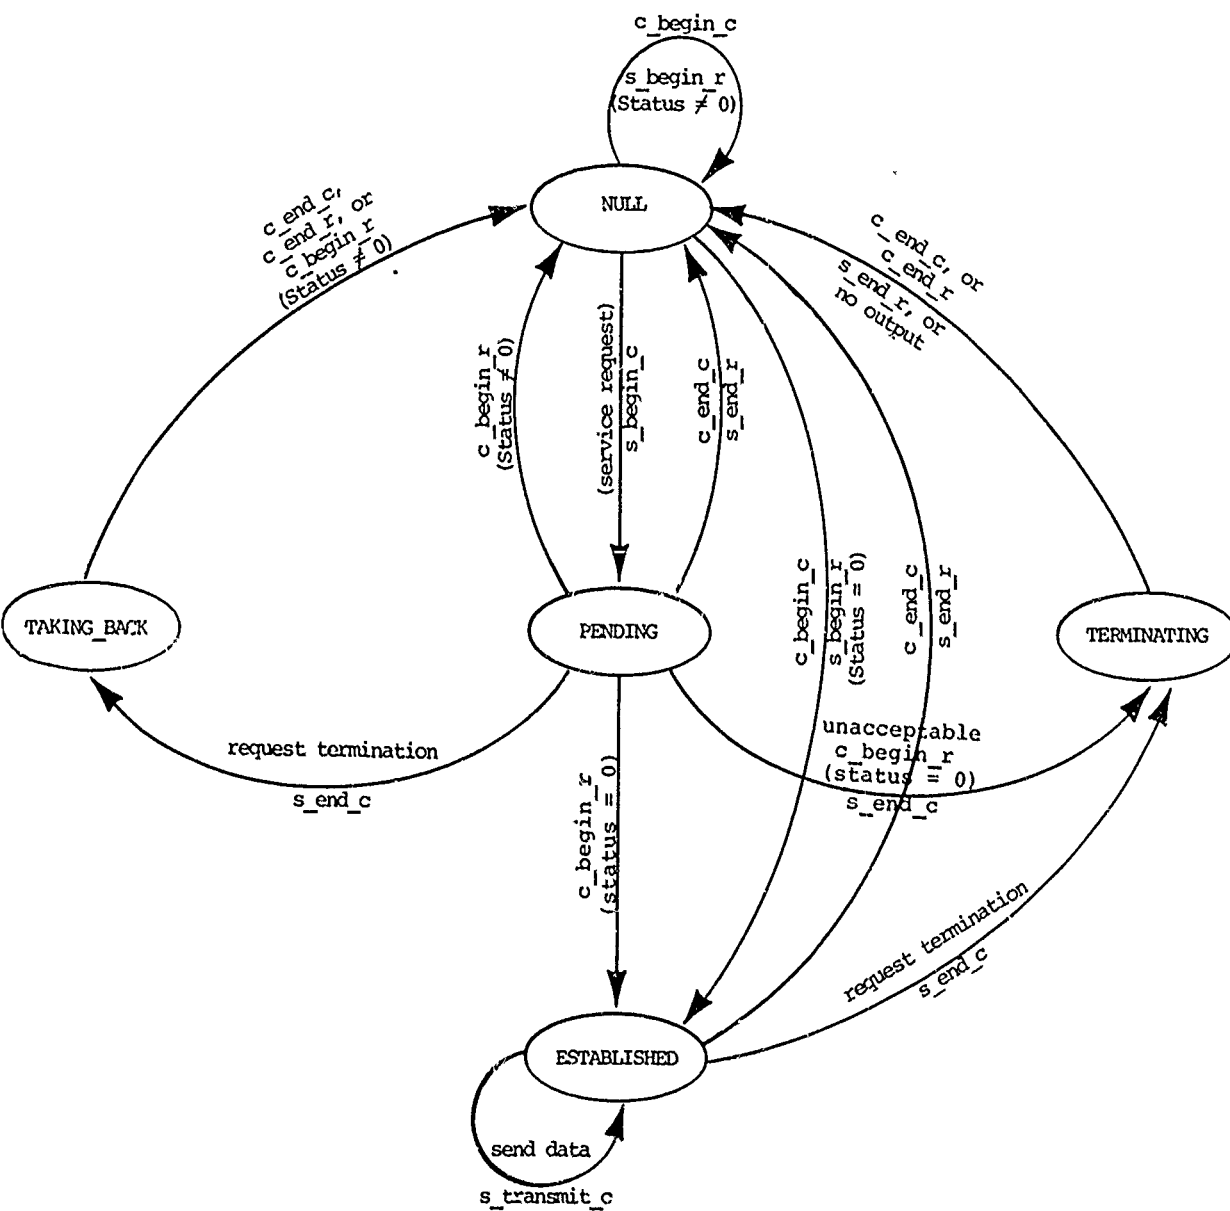 c_begin_c
s_begin_r
(Status ≠ 0)
NULL
c_end_c,
c_end_r, or
c_begin_r
(Status ≠ 0)
c_end_c, or
c_end_r
s_end_r, or
no output
c_begin_r
(Status ≠ 0)
(service request)
s_begin_c
c_end_c
s_end_r
c_begin_c
s_begin_r
(Status = 0)
c_end_c
s_end_r
TAKING_BACK
PENDING
TERMINATING
request termination
s_end_c
unacceptable
c_begin_r
(status = 0)
s_end_c
c_begin_r
(status = 0)
request termination
s_end_c
ESTABLISHED
send data
s_transmit_c